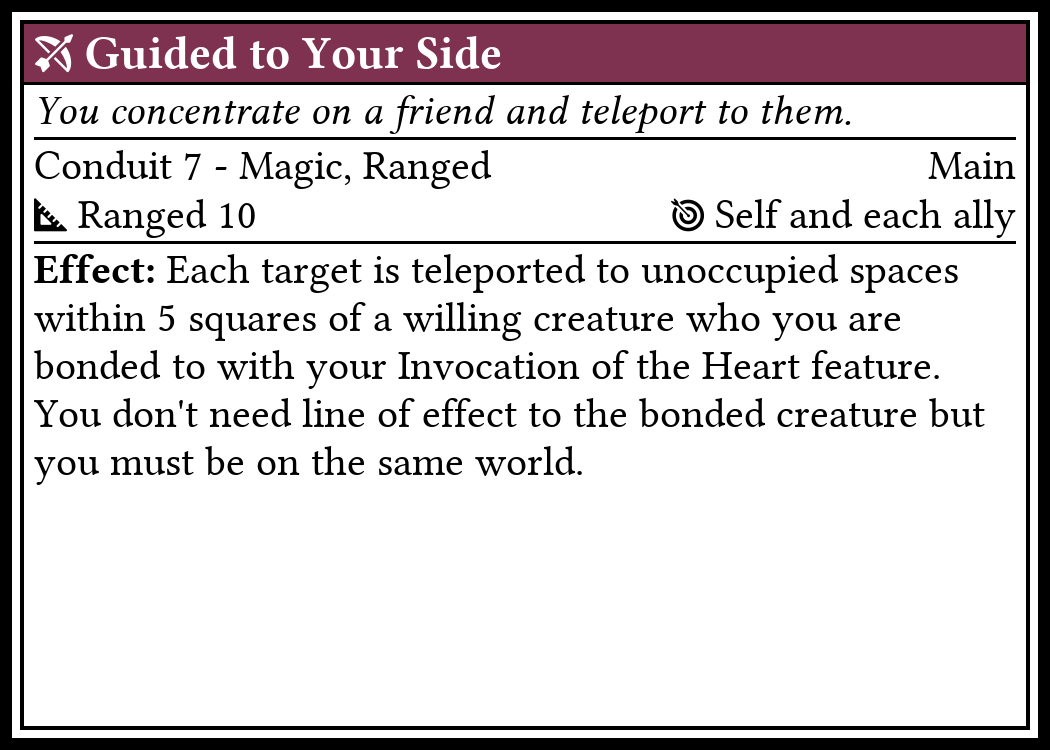 Guided to Your Side
You concentrate on a friend and teleport to them.
Conduit 7 - Magic, Ranged Main
Ranged 10 Self and each ally
Effect: Each target is teleported to unoccupied spaces
within 5 squares of a willing creature who you are
bonded to with your Invocation of the Heart feature.
You don't need line of effect to the bonded creature but
you must be on the same world.